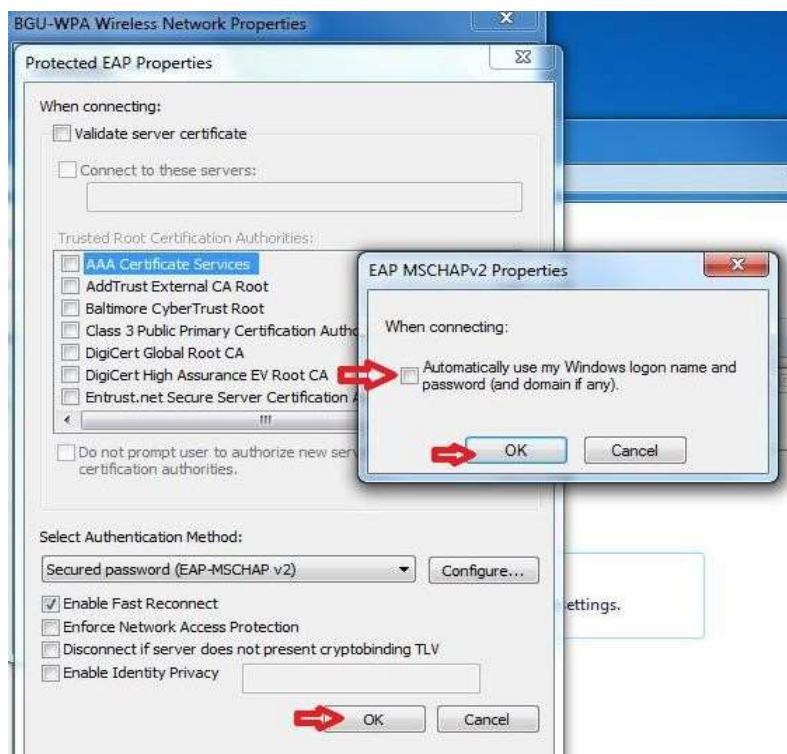 BGU-WPA Wireless Network Properties
Protected EAP Properties
When connecting:
Validate server certificate
Connect to these servers:
Trusted Root Certification Authorities:
AAA Certificate Services
AddTrust External CA Root
Baltimore CyberTrust Root
Class 3 Public Primary Certification
DigiCert Global Root CA
DigiCert High Assurance EV Root CA
Entrust.net Secure Server Certification
Do not prompt user to authorize new
certification authorities.
Select Authentication Method:
Secured password (EAP-MSCHAP v2)
Configure...
Enable Fast Reconnect
Enforce Network Access Protection
Disconnect if server does not present cryptobinding TLV
Enable Identity Privacy
OK
Cancel
EAP MSCHAPv2 Properties
When connecting:
Automatically use my Windows logon name and
password (and domain if any).
OK
Cancel